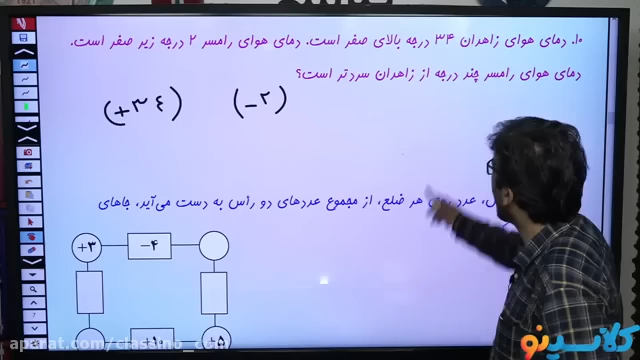 ۱۰. دمای هوای زاهدان ۳۴ درجه بالای صفر است. دمای هوای رامسر ۲ درجه زیر صفر است.
دمای هوای رامسر چند درجه از زاهدان سردتر است؟
(+۳۴) (-۲)
هر ضلع، از مجموع عددهای دو رأس به دست می‌آید، جاهای
+۳ -۴
-۵
aparat.com/classino_com
کلاسینو